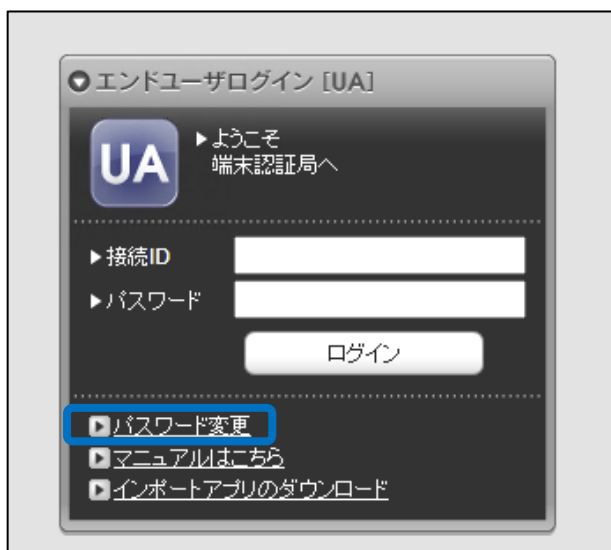 エンドユーザログイン [UA]
UA
ようこそ
端末認証局へ
接続ID
パスワード
ログイン
パスワード変更
マニュアルはこちら
インポートアプリのダウンロード